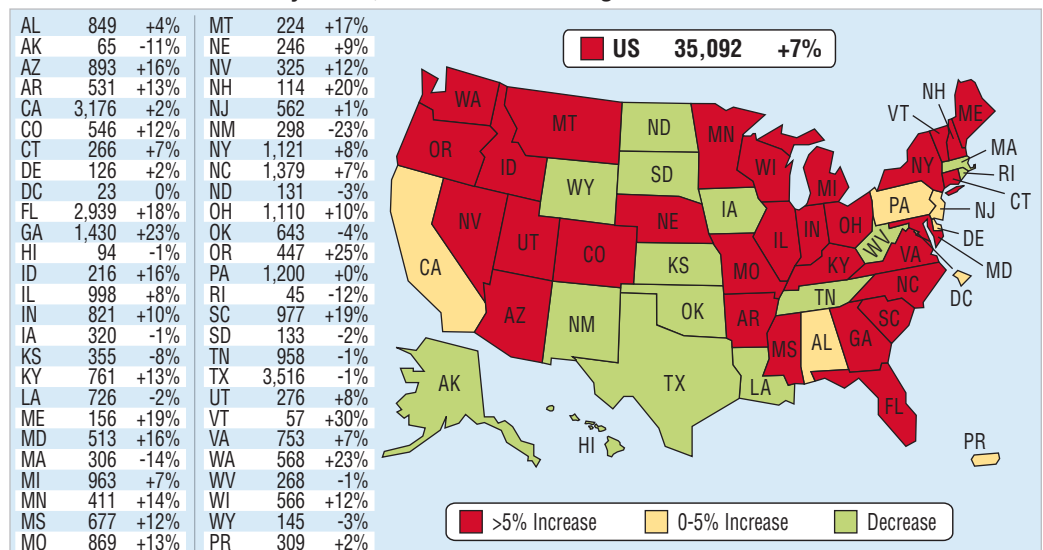 AL 849 +4%
AK 65 -11%
AZ 893 +16%
AR 531 +13%
CA 3,176 +2%
CO 546 +12%
CT 266 +7%
DE 126 +2%
DC 23 0%
FL 2,939 +18%
GA 1,430 +23%
HI 94 -1%
ID 216 +16%
IL 998 +8%
IN 821 +10%
IA 320 -1%
KS 355 -8%
KY 761 +13%
LA 726 -2%
ME 156 +19%
MD 513 +16%
MA 306 -14%
MI 963 +7%
MN 411 +14%
MS 677 +12%
MO 869 +13%
MT 224 +17%
NE 246 +9%
NV 325 +12%
NH 114 +20%
NJ 562 +1%
NM 298 -23%
NY 1,121 +8%
NC 1,379 +7%
ND 131 -3%
OH 1,110 +10%
OK 643 -4%
OR 447 +25%
PA 1,200 +0%
RI 45 -12%
SC 977 +19%
SD 133 -2%
TN 958 -1%
TX 3,516 -1%
UT 276 +8%
VT 57 +30%
VA 753 +7%
WA 568 +23%
WV 268 -1%
WI 566 +12%
WY 145 -3%
PR 309 +2%
US 35,092 +7%
WA
MT
ND
MN
OR
ID
WY
SD
WI
MI
NY
VT
NH
ME
MA
RI
CT
NV
UT
CO
NE
IA
IL
IN
OH
PA
NJ
DE
MD
DC
CA
AZ
NM
KS
OK
MO
KY
WV
VA
NC
TN
AR
SC
MS
AL
GA
TX
LA
FL
AK
HI
PR
>5% Increase
0-5% Increase
Decrease